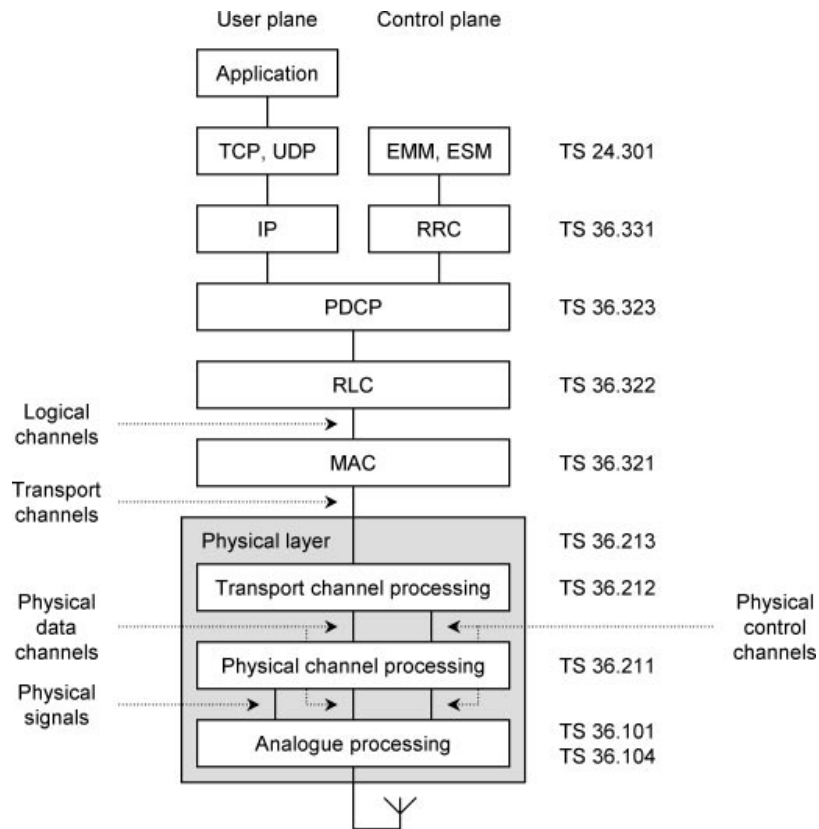 User plane
Control plane
Application
TCP, UDP
EMM, ESM
TS 24.301
IP
RRC
TS 36.331
PDCP
TS 36.323
RLC
TS 36.322
Logical
channels
MAC
TS 36.321
Transport
channels
Physical layer
TS 36.213
Transport channel processing
TS 36.212
Physical
data
channels
Physical
control
channels
Physical channel processing
TS 36.211
Physical
signals
Analogue processing
TS 36.101
TS 36.104